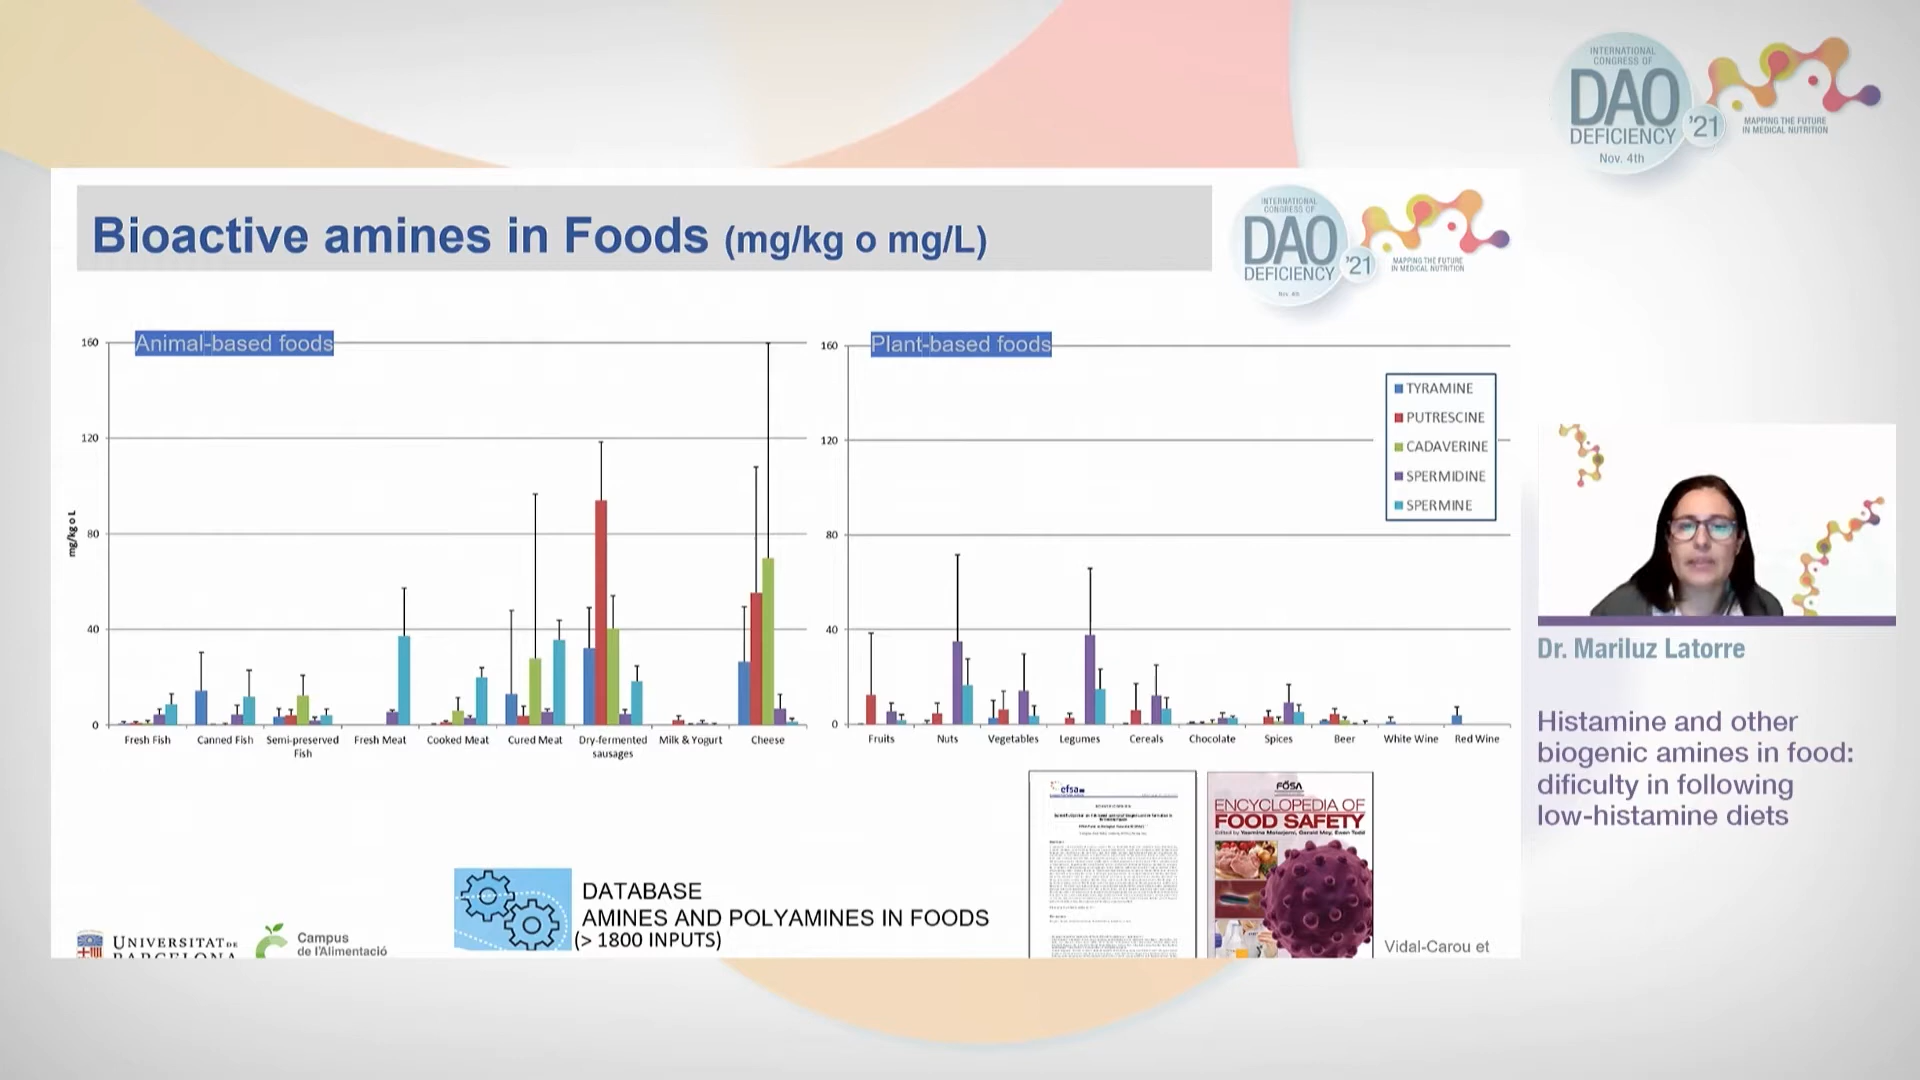 INTERNATIONAL
CONGRESS OF
DAO
DEFICIENCY
'21
Nov. 4th
MAPPING THE FUTURE
IN MEDICAL NUTRITION
Bioactive amines in Foods (mg/kg o mg/L)
INTERNATIONAL
CONGRESS OF
DAO
DEFICIENCY
'21
Nov. 4th
MAPPING THE FUTURE
IN MEDICAL NUTRITION
Animal-based foods
160
120
80
40
0
mg/kg o L
Fresh Fish
Canned Fish
Semi-preserved
Fish
Fresh Meat
Cooked Meat
Cured Meat
Dry-fermented
sausages
Milk & Yogurt
Cheese
Plant-based foods
160
120
80
40
0
TYRAMINE
PUTRESCINE
CADAVERINE
SPERMIDINE
SPERMINE
Fruits
Nuts
Vegetables
Legumes
Cereals
Chocolate
Spices
Beer
White Wine
Red Wine
Dr. Mariluz Latorre
Histamine and other
biogenic amines in food:
dificulty in following
low-histamine diets
DATABASE
AMINES AND POLYAMINES IN FOODS
(> 1800 INPUTS)
efsa
ENCYCLOPEDIA OF
FOOD SAFETY
Edited by Yasmine Motarjemi, Gerald Moy, Ewen Todd
UNIVERSITAT DE
BARCELONA
Campus
de l'Alimentació
Vidal-Carou et